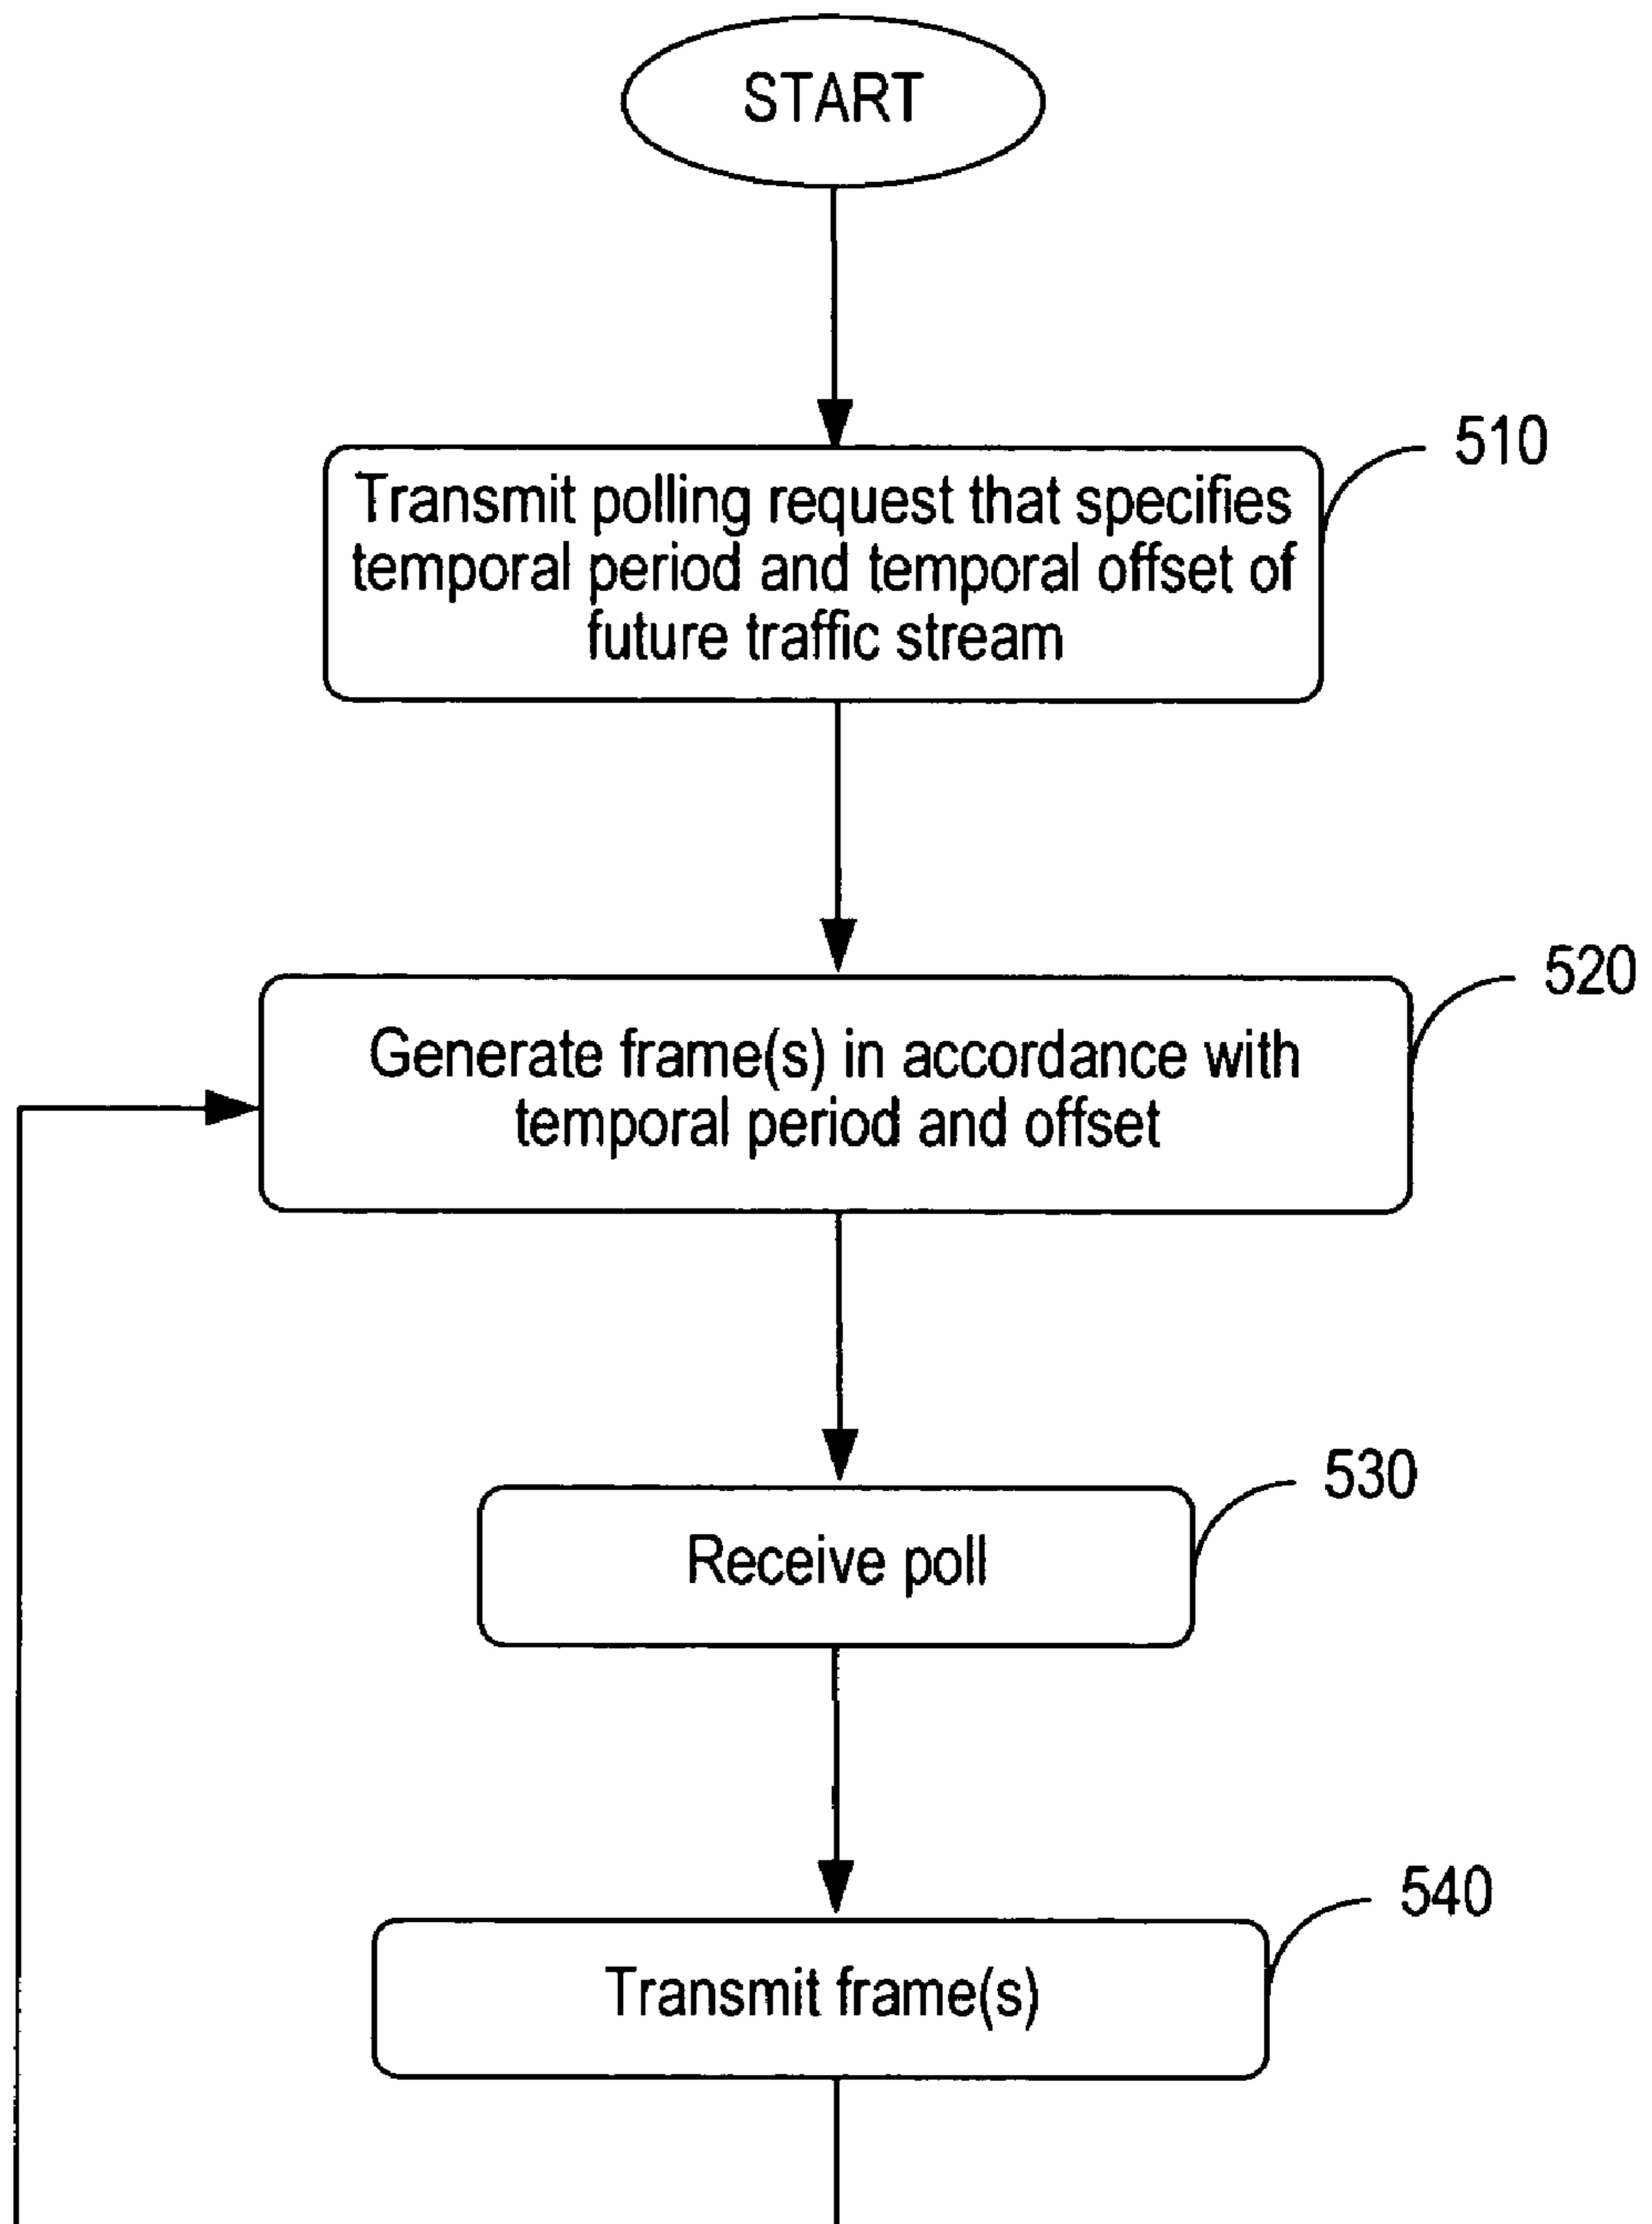 START
510
Transmit polling request that specifies
temporal period and temporal offset of
future traffic stream
520
Generate frame(s) in accordance with
temporal period and offset
530
Receive poll
540
Transmit frame(s)